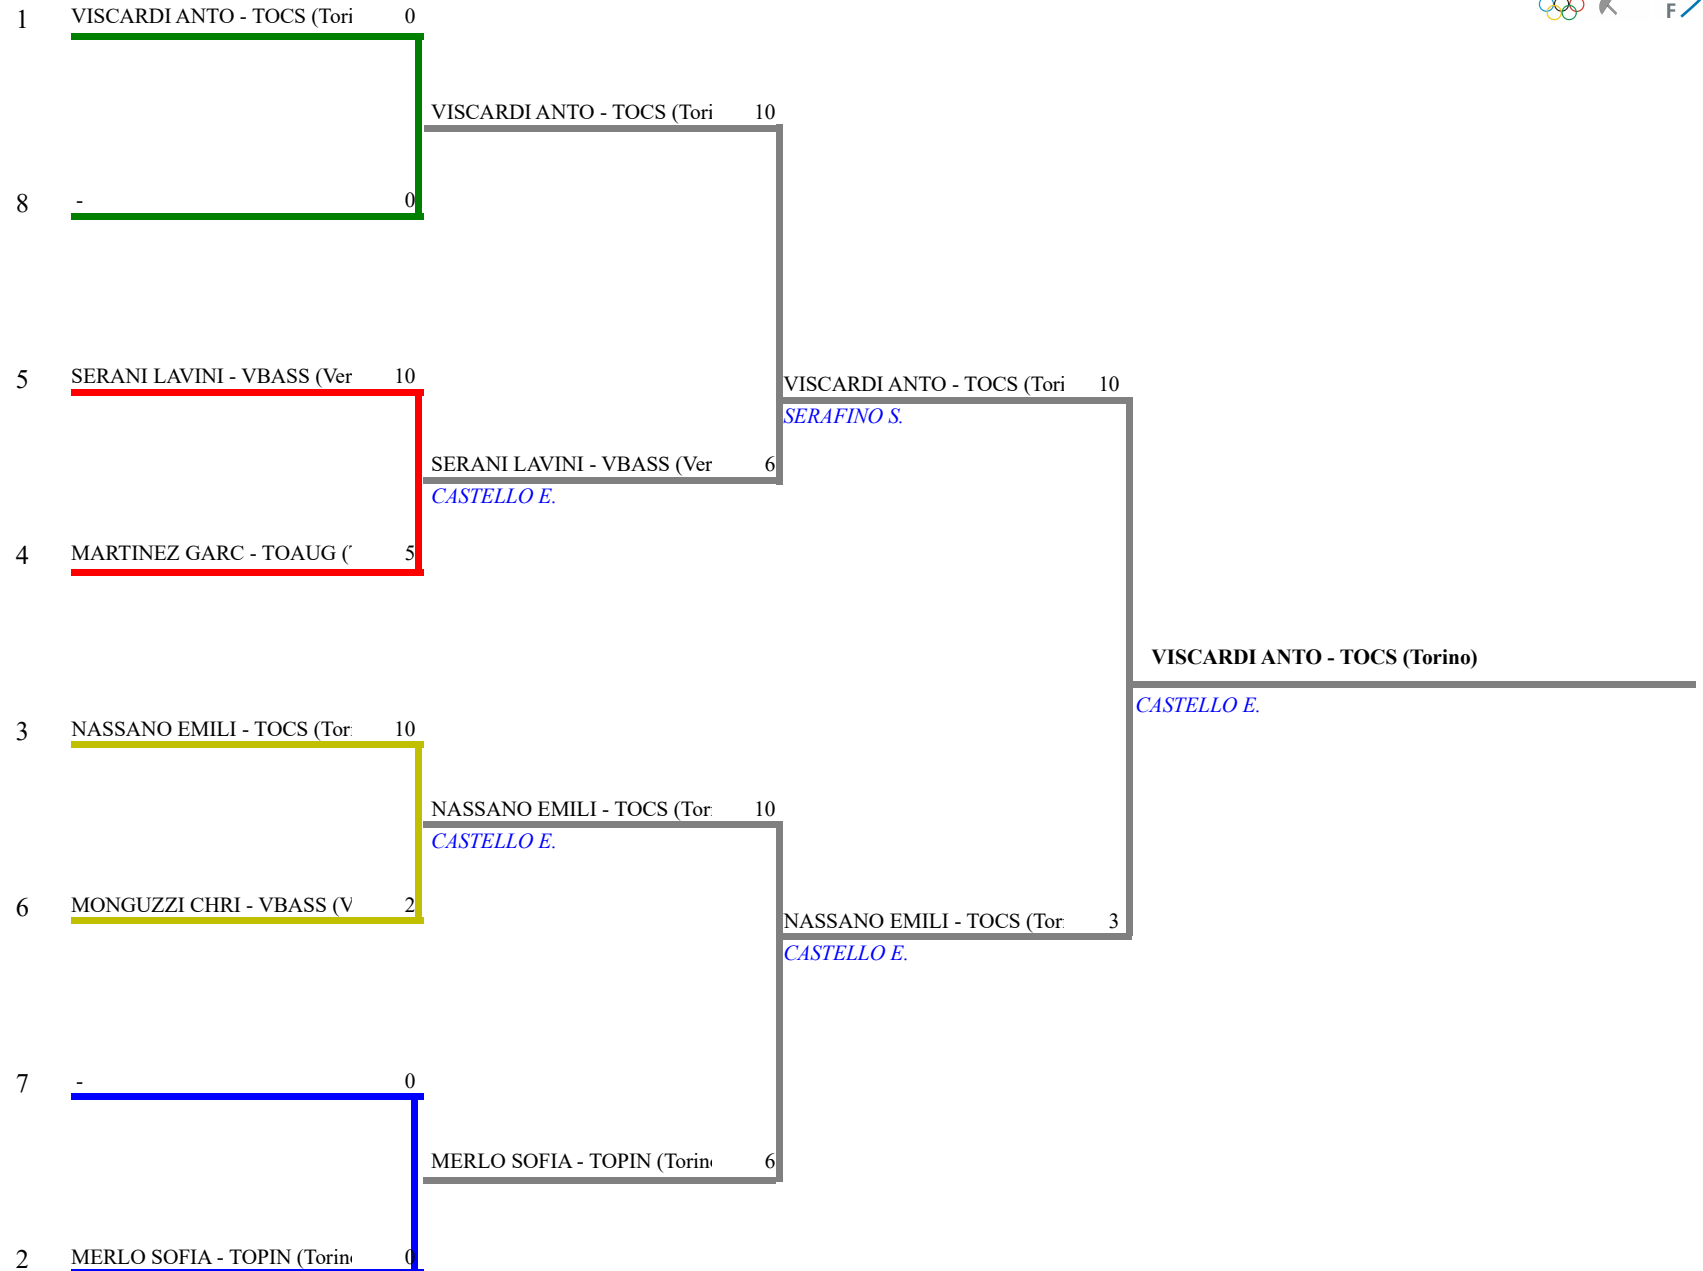 1 VISCARDI ANTO - TOCS (Tori 0
F
VISCARDI ANTO - TOCS (Tori 10
8 - 0
5 SERANI LAVINI - VBASS (Ver 10
VISCARDI ANTO - TOCS (Tori 10
SERAFINO S.
SERANI LAVINI - VBASS (Ver 6
CASTELLO E.
4 MARTINEZ GARC - TOAUG ( 5
VISCARDI ANTO - TOCS (Torino)
CASTELLO E.
3 NASSANO EMILI - TOCS (Tor 10
NASSANO EMILI - TOCS (Tor 10
CASTELLO E.
6 MONGUZZI CHRI - VBASS (V 2
NASSANO EMILI - TOCS (Tor 3
CASTELLO E.
7 - 0
MERLO SOFIA - TOPIN (Torin 6
2 MERLO SOFIA - TOPIN (Torin 0